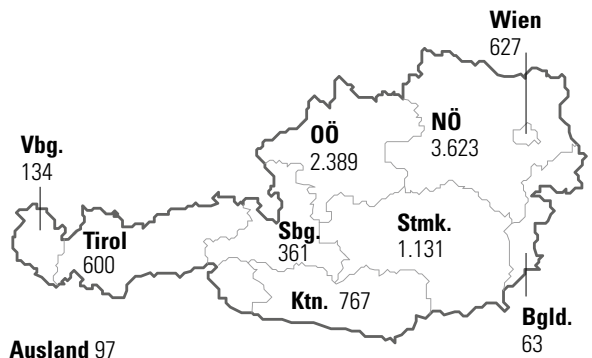 Wien
627
OÖ
2.389
NÖ
3.623
Vbg.
134
Tirol
600
Sbg.
361
Stmk.
1.131
Ktn. 767
Bgld.
63
Ausland 97